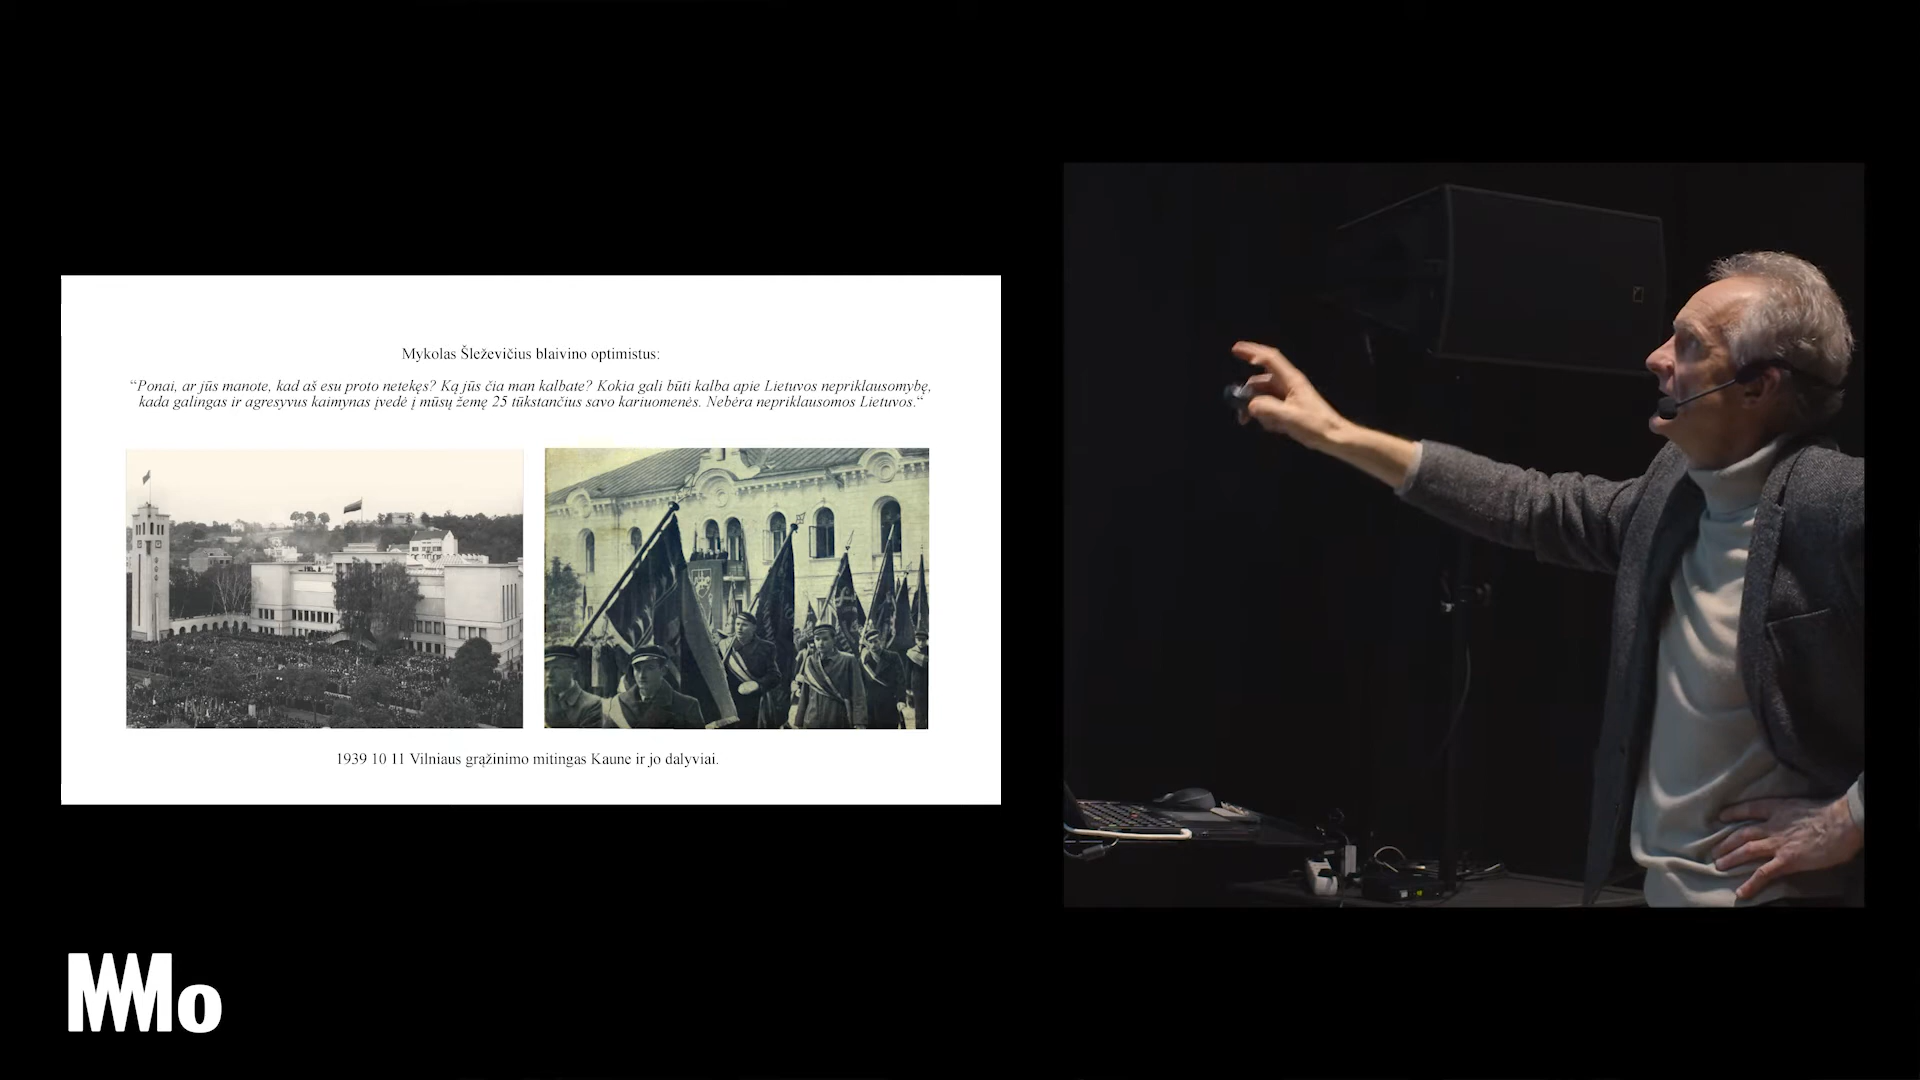 Mykolas Šleževičius blaivino optimistus:
“Ponai, ar jūs manote, kad aš esu proto netekęs? Ką jūs čia man kalbate? Kokia gali būti kalba apie Lietuvos nepriklausomybę,
kada galingas ir agresyvus kaimynas įvedė į mūsų žemę 25 tūkstančius savo kariuomenės. Nebėra nepriklausomos Lietuvos.“
1939 10 11 Vilniaus grąžinimo mitingas Kaune ir jo dalyviai.
MMo